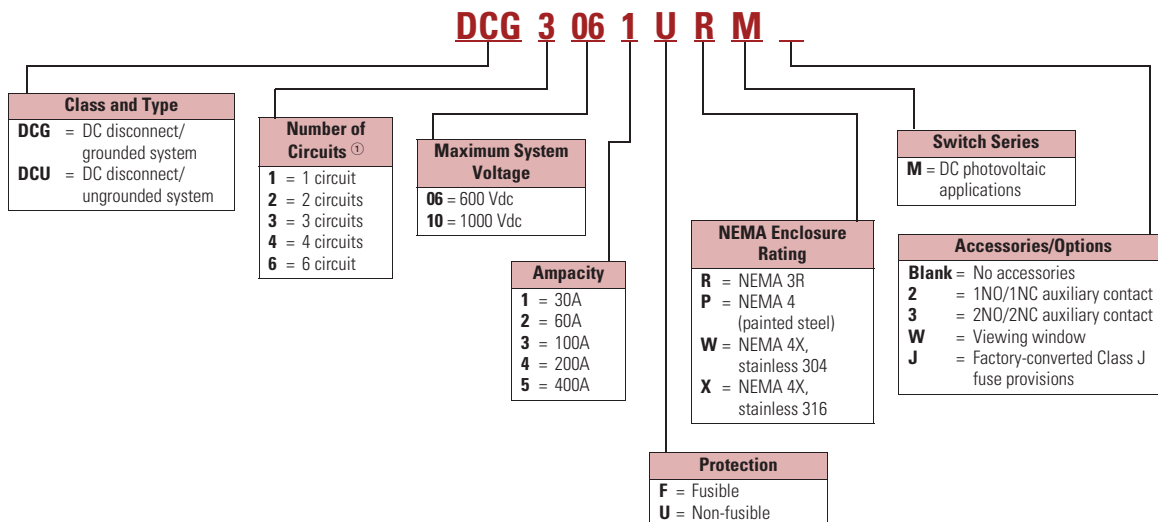 DCG 3 06 1 U R M _
Class and Type
DCG = DC disconnect/
grounded system
DCU = DC disconnect/
ungrounded system
Number of
Circuits ①
1 = 1 circuit
2 = 2 circuits
3 = 3 circuits
4 = 4 circuits
6 = 6 circuit
Maximum System
Voltage
06 = 600 Vdc
10 = 1000 Vdc
Ampacity
1 = 30A
2 = 60A
3 = 100A
4 = 200A
5 = 400A
Protection
F = Fusible
U = Non-fusible
NEMA Enclosure
Rating
R = NEMA 3R
P = NEMA 4
(painted steel)
W = NEMA 4X,
stainless 304
X = NEMA 4X,
stainless 316
Switch Series
M = DC photovoltaic
applications
Accessories/Options
Blank = No accessories
2 = 1NO/1NC auxiliary contact
3 = 2NO/2NC auxiliary contact
W = Viewing window
J = Factory-converted Class J
fuse provisions